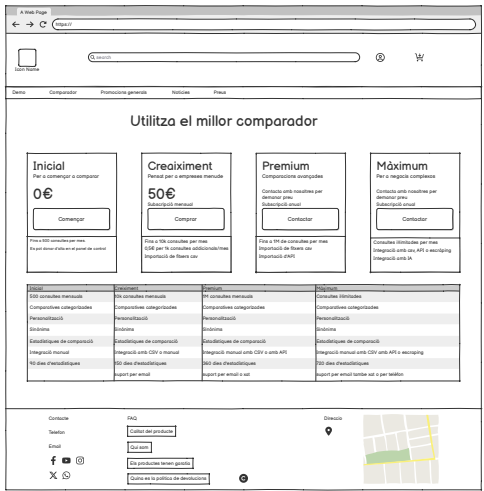 A Web Page
https://
search
Icon Name
Demo Comparador Promocions generals Notícies Preus
Utilitza el millor comparador
Inicial
Per a començar a comparar
0€
Començar
Fins a 500 consultes per mes.
Es pot donar d'alta en el panel de control
Creaiximent
Pensat per a empreses menude
50€
Subscripció mensual
Comprar
Fins a 10k consultes per mes
0,5€ per 1k consultes addicionals/mes
Importació de fitxers csv
Premium
Comparacions avançades
Contacta amb nosaltres per
demanar preu
Subscripció anual
Contactar
Fins a 1M de consultes per mes
Importació de fitxers csv
Importació d'API
Màximum
Per a negocis complexos
Contacta amb nosaltres per
demanar preu
Subscripció anual
Contactar
Consultes il·limitades per mes
Integració amb csv, API o escràping
Integració amb IA
Inicial Creixement Premium Màximum
500 consultes mensuals 10k consultes mensuals 1M consultes mensuals Consultes il·limitades
Comparatives categoritzades Comparatives categoritzades Comparatives categoritzades Comparatives categoritzades
Personalització Personalització Personalització Personalització
Sinònims Sinònims Sinònims Sinònims
Estadístiques de comparació Estadístiques de comparació Estadístiques de comparació Estadístiques de comparació
Integració manual Integració amb CSV o manual Integració manual amb CSV o amb API Integració manual amb CSV amb API o escraping
90 dies d'estadístiques 150 dies d'estadístiques 360 dies d'estadístiques 720 dies d'estadístiques
suport per email suport per email o xat suport per email també xat o per telèfon
Contacte FAQ Direcció
Telèfon Qualitat del producte
Email Qui som
Els productes tenen garatia
Quina es la política de devolucions